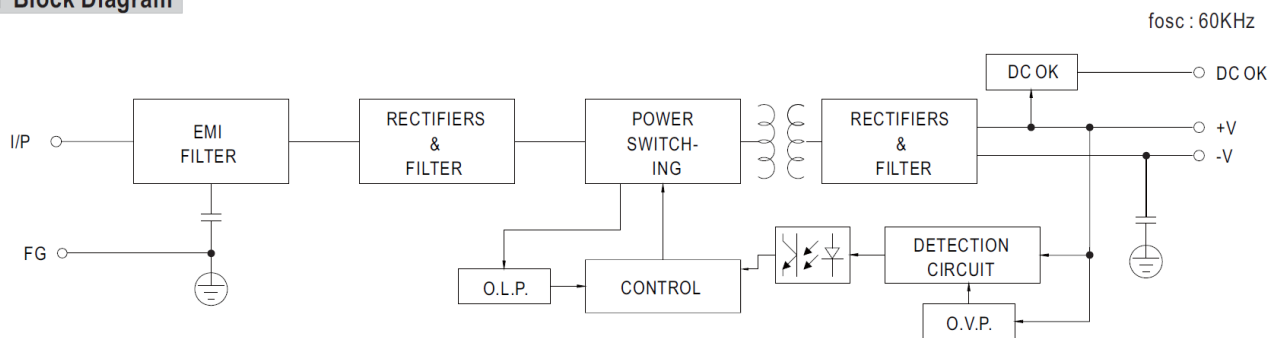 Block Diagram
fosc : 60KHz
DC OK
DC OK
EMI
FILTER
RECTIFIERS
&
FILTER
POWER
SWITCH-
ING
RECTIFIERS
&
FILTER
I/P
+V
-V
FG
O.L.P.
CONTROL
DETECTION
CIRCUIT
O.V.P.